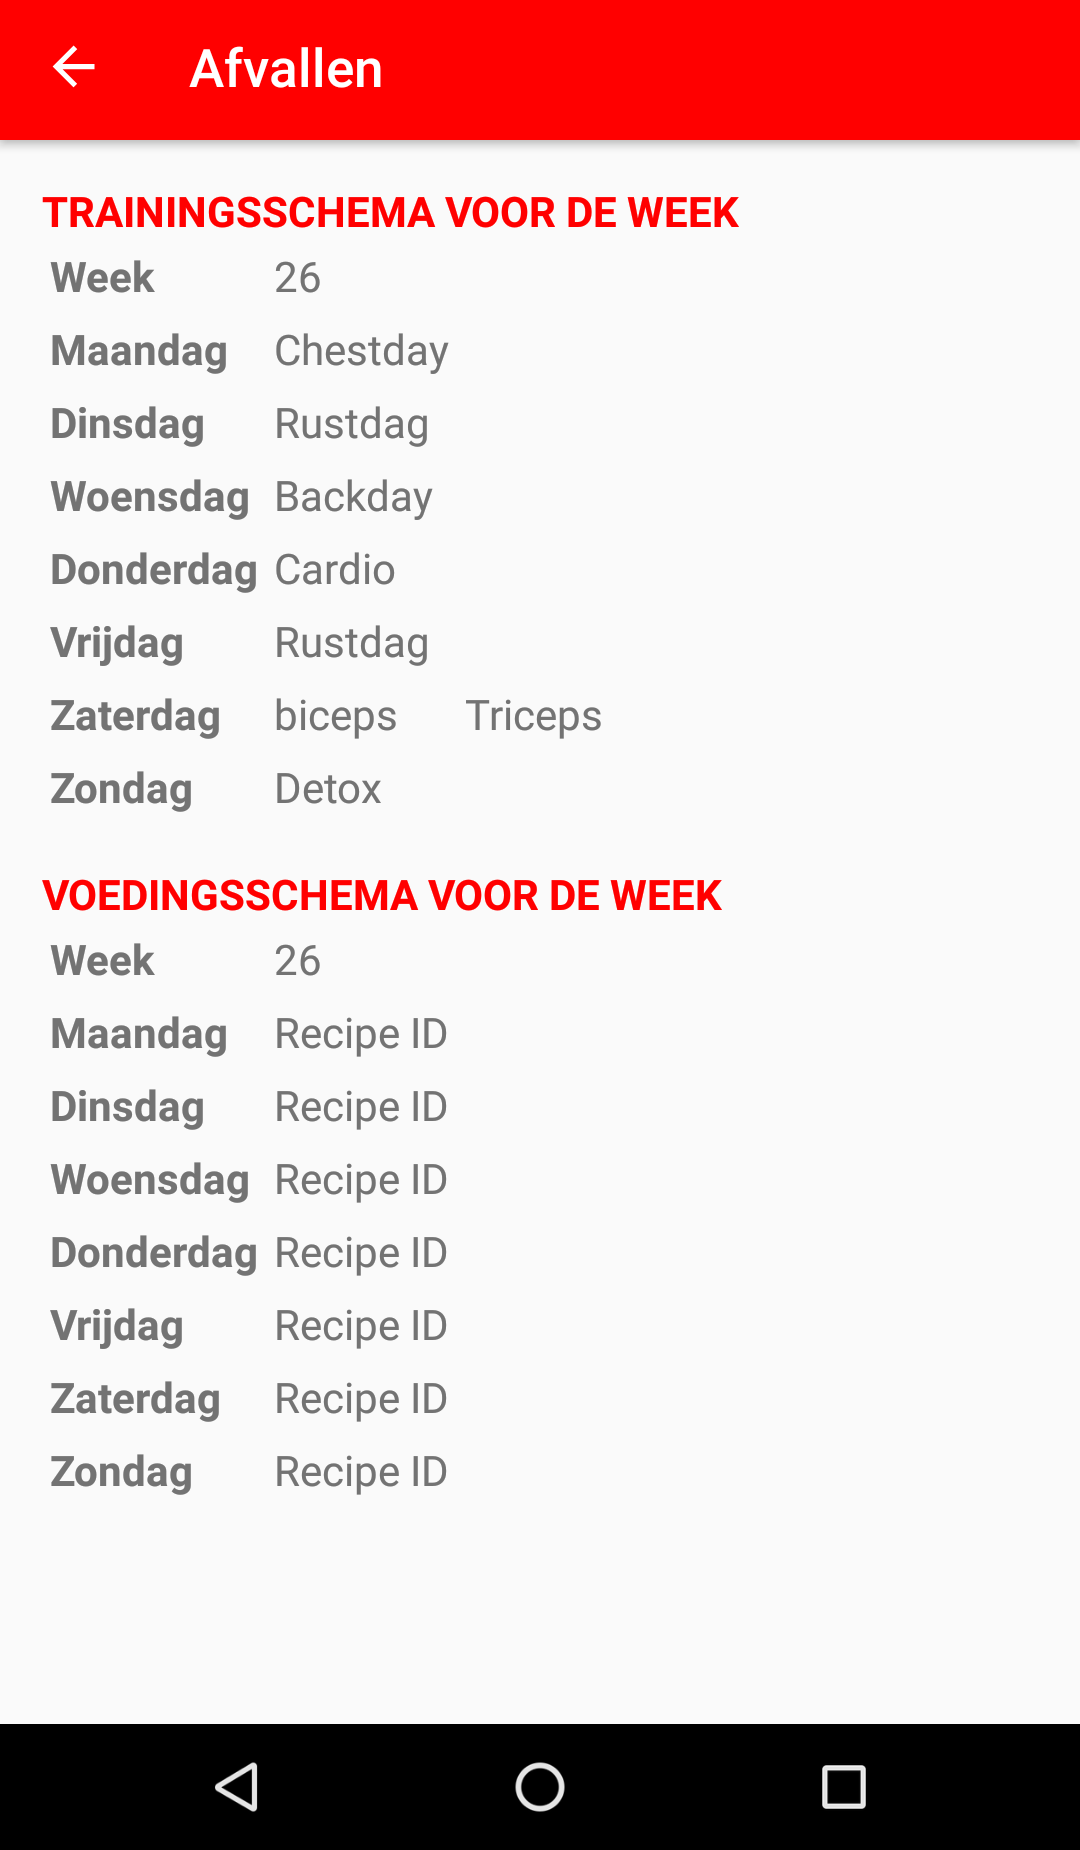 Afvallen
TRAININGSSCHEMA VOOR DE WEEK
Week 26
Maandag Chestday
Dinsdag Rustdag
Woensdag Backday
Donderdag Cardio
Vrijdag Rustdag
Zaterdag biceps Triceps
Zondag Detox
VOEDINGSSCHEMA VOOR DE WEEK
Week 26
Maandag Recipe ID
Dinsdag Recipe ID
Woensdag Recipe ID
Donderdag Recipe ID
Vrijdag Recipe ID
Zaterdag Recipe ID
Zondag Recipe ID